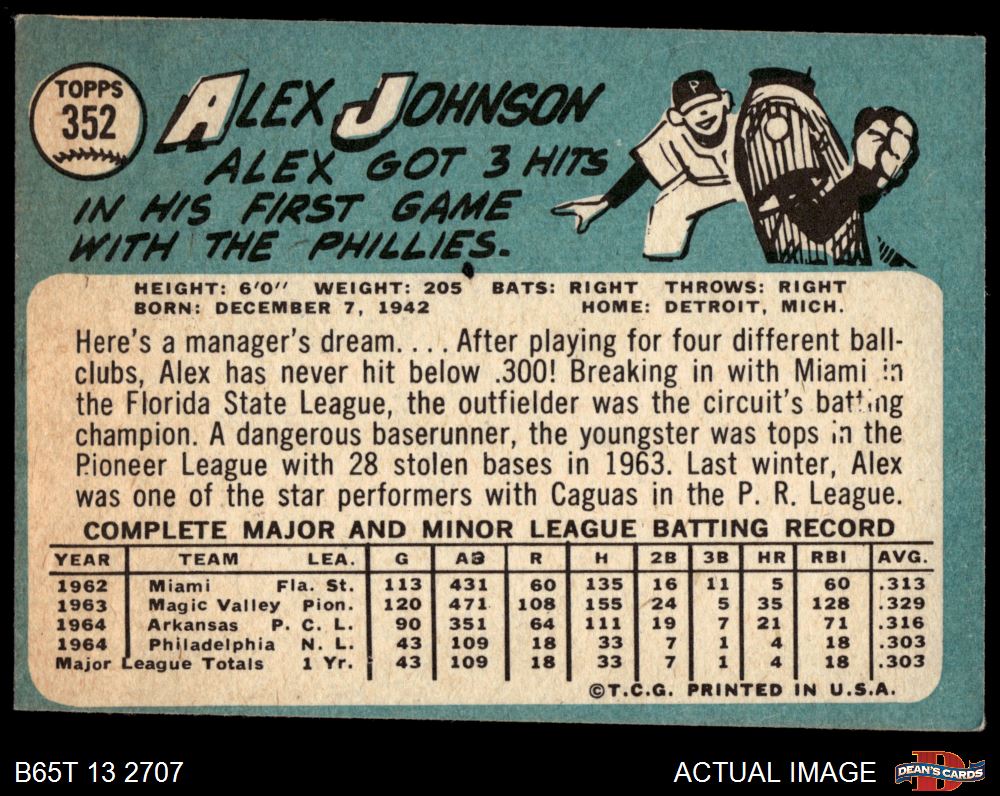 TOPPS
352
ALEX JOHNSON
ALEX GOT 3 HITS
IN HIS FIRST GAME
WITH THE PHILLIES.
P
HEIGHT: 6'0" WEIGHT: 205 BATS: RIGHT THROWS: RIGHT
BORN: DECEMBER 7, 1942 HOME: DETROIT, MICH.
Here's a manager's dream. . . . After playing for four different ball-
clubs, Alex has never hit below .300! Breaking in with Miami in
the Florida State League, the outfielder was the circuit's batting
champion. A dangerous baserunner, the youngster was tops in the
Pioneer League with 28 stolen bases in 1963. Last winter, Alex
was one of the star performers with Caguas in the P. R. League.
COMPLETE MAJOR AND MINOR LEAGUE BATTING RECORD
YEAR TEAM LEA. G AB R H 2B 3B HR RBI AVG.
1962 Miami Fla. St. 113 431 60 135 16 11 5 60 .313
1963 Magic Valley Pion. 120 471 108 155 24 5 35 128 .329
1964 Arkansas P. C. L. 90 351 64 111 19 7 21 71 .316
1964 Philadelphia N. L. 43 109 18 33 7 1 4 18 .303
Major League Totals 1 Yr. 43 109 18 33 7 1 4 18 .303
©T.C.G. PRINTED IN U.S.A.
B65T 13 2707
ACTUAL IMAGE
D
DEAN'S CARDS